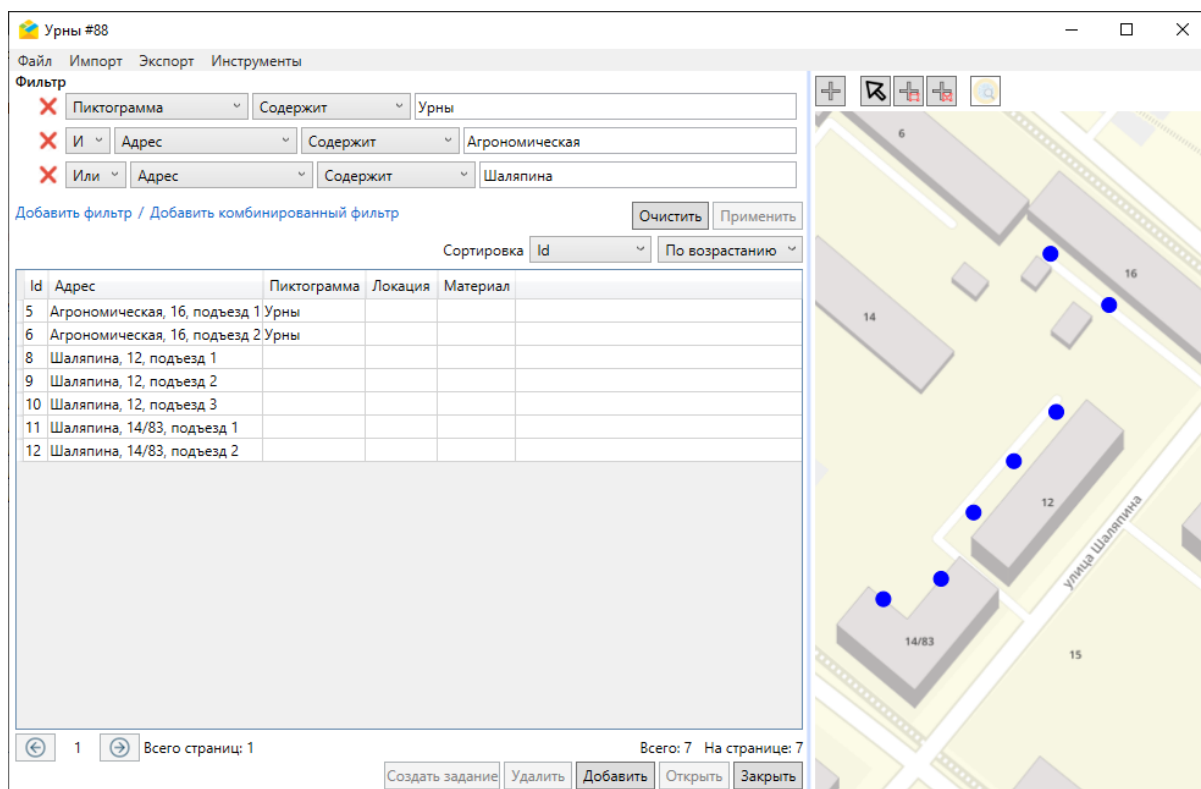 Урны #88
Файл Импорт Экспорт Инструменты
Фильтр
Пиктограмма Содержит Урны
И Адрес Содержит Агрономическая
Или Адрес Содержит Шаляпина
Добавить фильтр / Добавить комбинированный фильтр Очистить Применить
Сортировка Id По возрастанию
Id Адрес Пиктограмма Локация Материал
5 Агрономическая, 16, подъезд 1 Урны
6 Агрономическая, 16, подъезд 2 Урны
8 Шаляпина, 12, подъезд 1
9 Шаляпина, 12, подъезд 2
10 Шаляпина, 12, подъезд 3
11 Шаляпина, 14/83, подъезд 1
12 Шаляпина, 14/83, подъезд 2
1 Всего страниц: 1 Всего: 7 На странице: 7
Создать задание Удалить Добавить Открыть Закрыть
6
16
14
12
улица Шаляпина
14/83
15